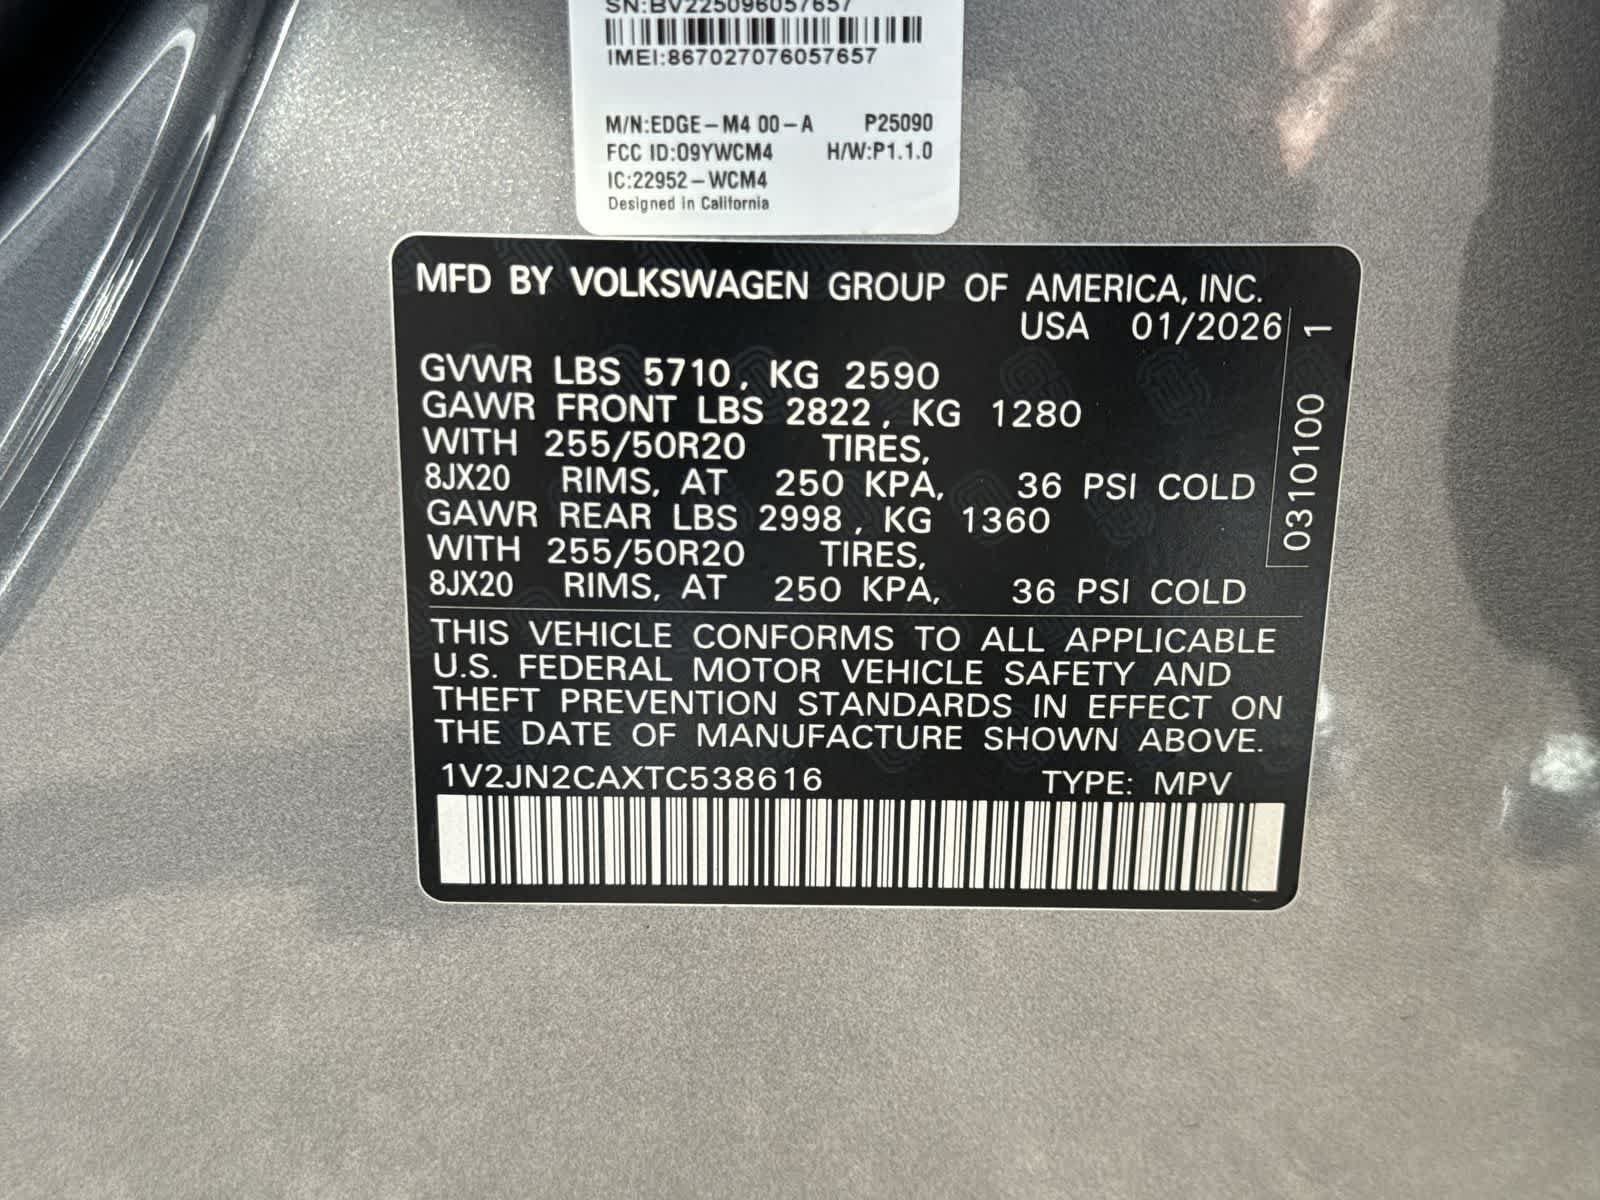 SN:BV225096057657
IMEI:867027076057657
M/N:EDGE-M4 00-A P25090
FCC ID:O9YWCM4 H/W:P1.1.0
IC:22952-WCM4
Designed in California
MFD BY VOLKSWAGEN GROUP OF AMERICA, INC.
USA 01/2026
GVWR LBS 5710, KG 2590
GAWR FRONT LBS 2822, KG 1280
WITH 255/50R20 TIRES,
8JX20 RIMS, AT 250 KPA, 36 PSI COLD
GAWR REAR LBS 2998, KG 1360
WITH 255/50R20 TIRES,
8JX20 RIMS, AT 250 KPA, 36 PSI COLD
0310100 1
THIS VEHICLE CONFORMS TO ALL APPLICABLE
U.S. FEDERAL MOTOR VEHICLE SAFETY AND
THEFT PREVENTION STANDARDS IN EFFECT ON
THE DATE OF MANUFACTURE SHOWN ABOVE.
1V2JN2CAXTC538616 TYPE: MPV